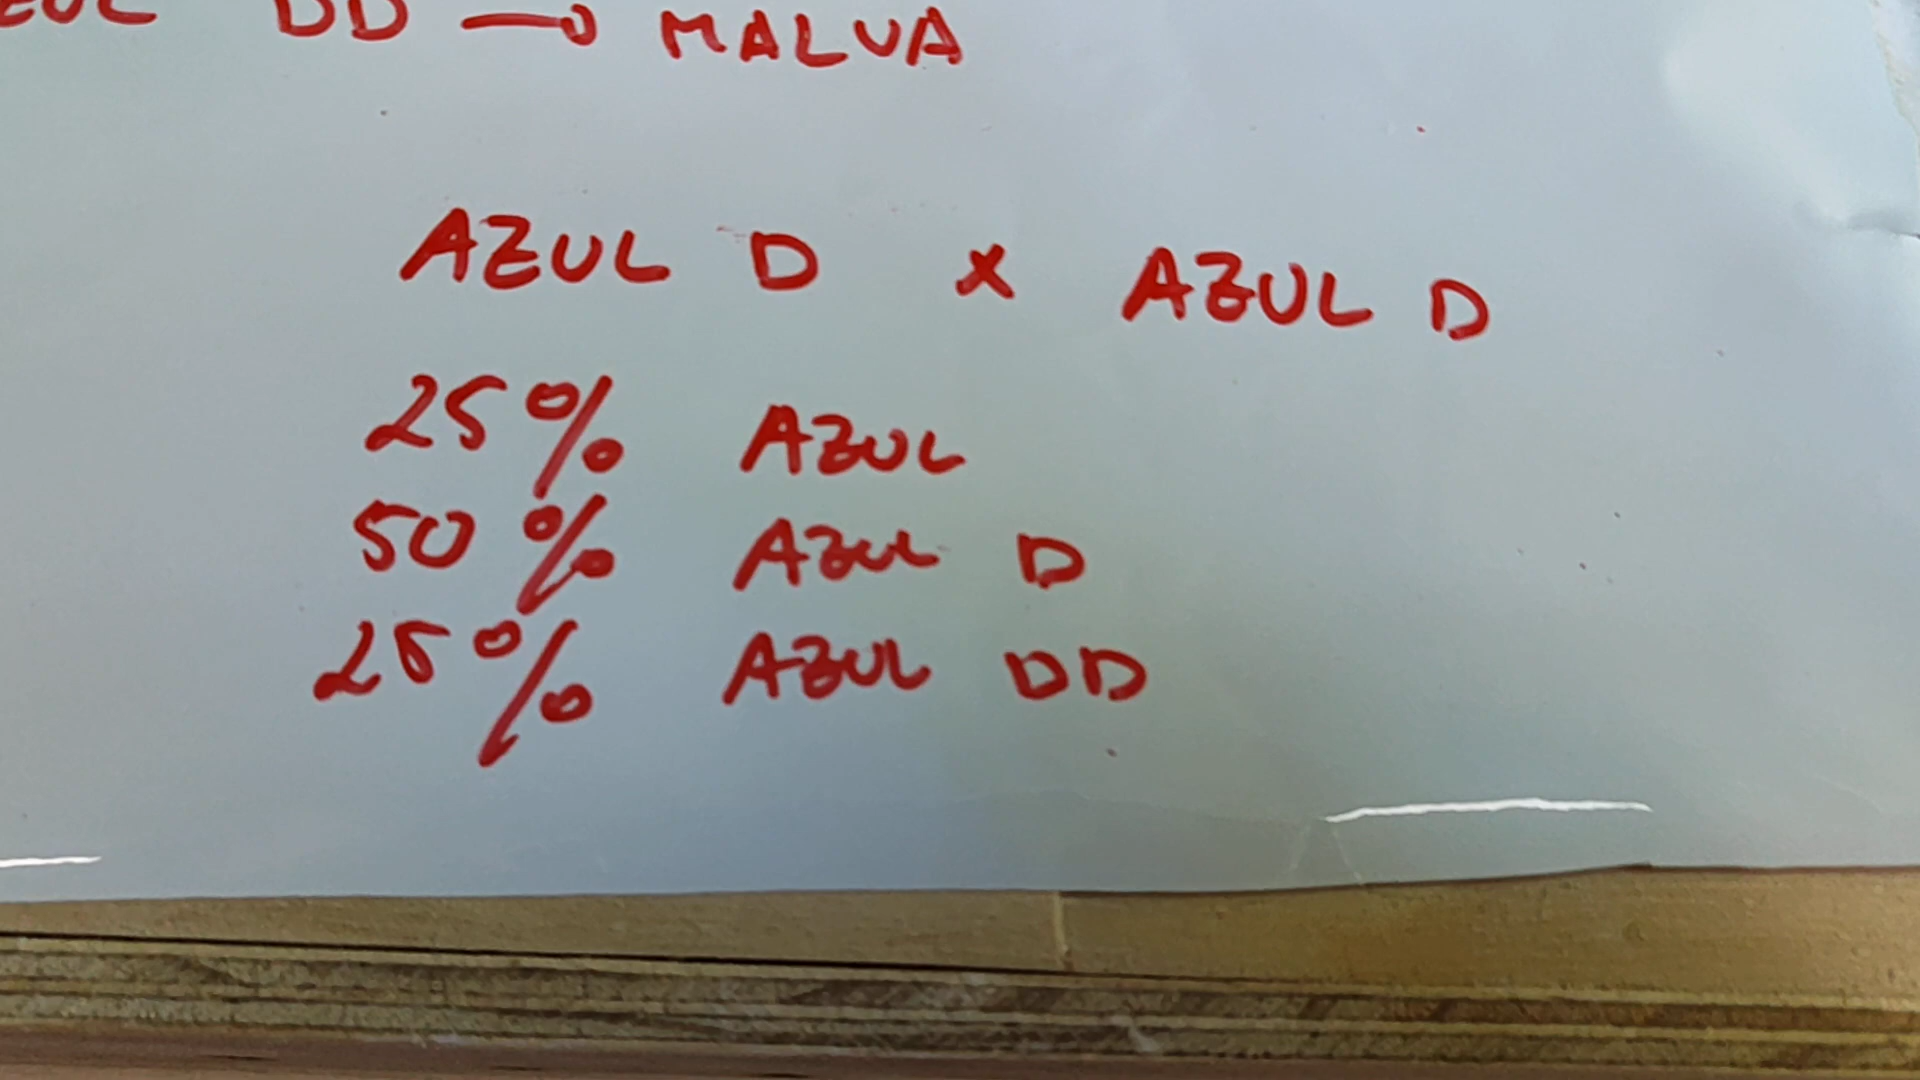 DD → MALVA
AZUL D x AZUL D
25% AZUL
50% AZUL D
25% AZUL DD